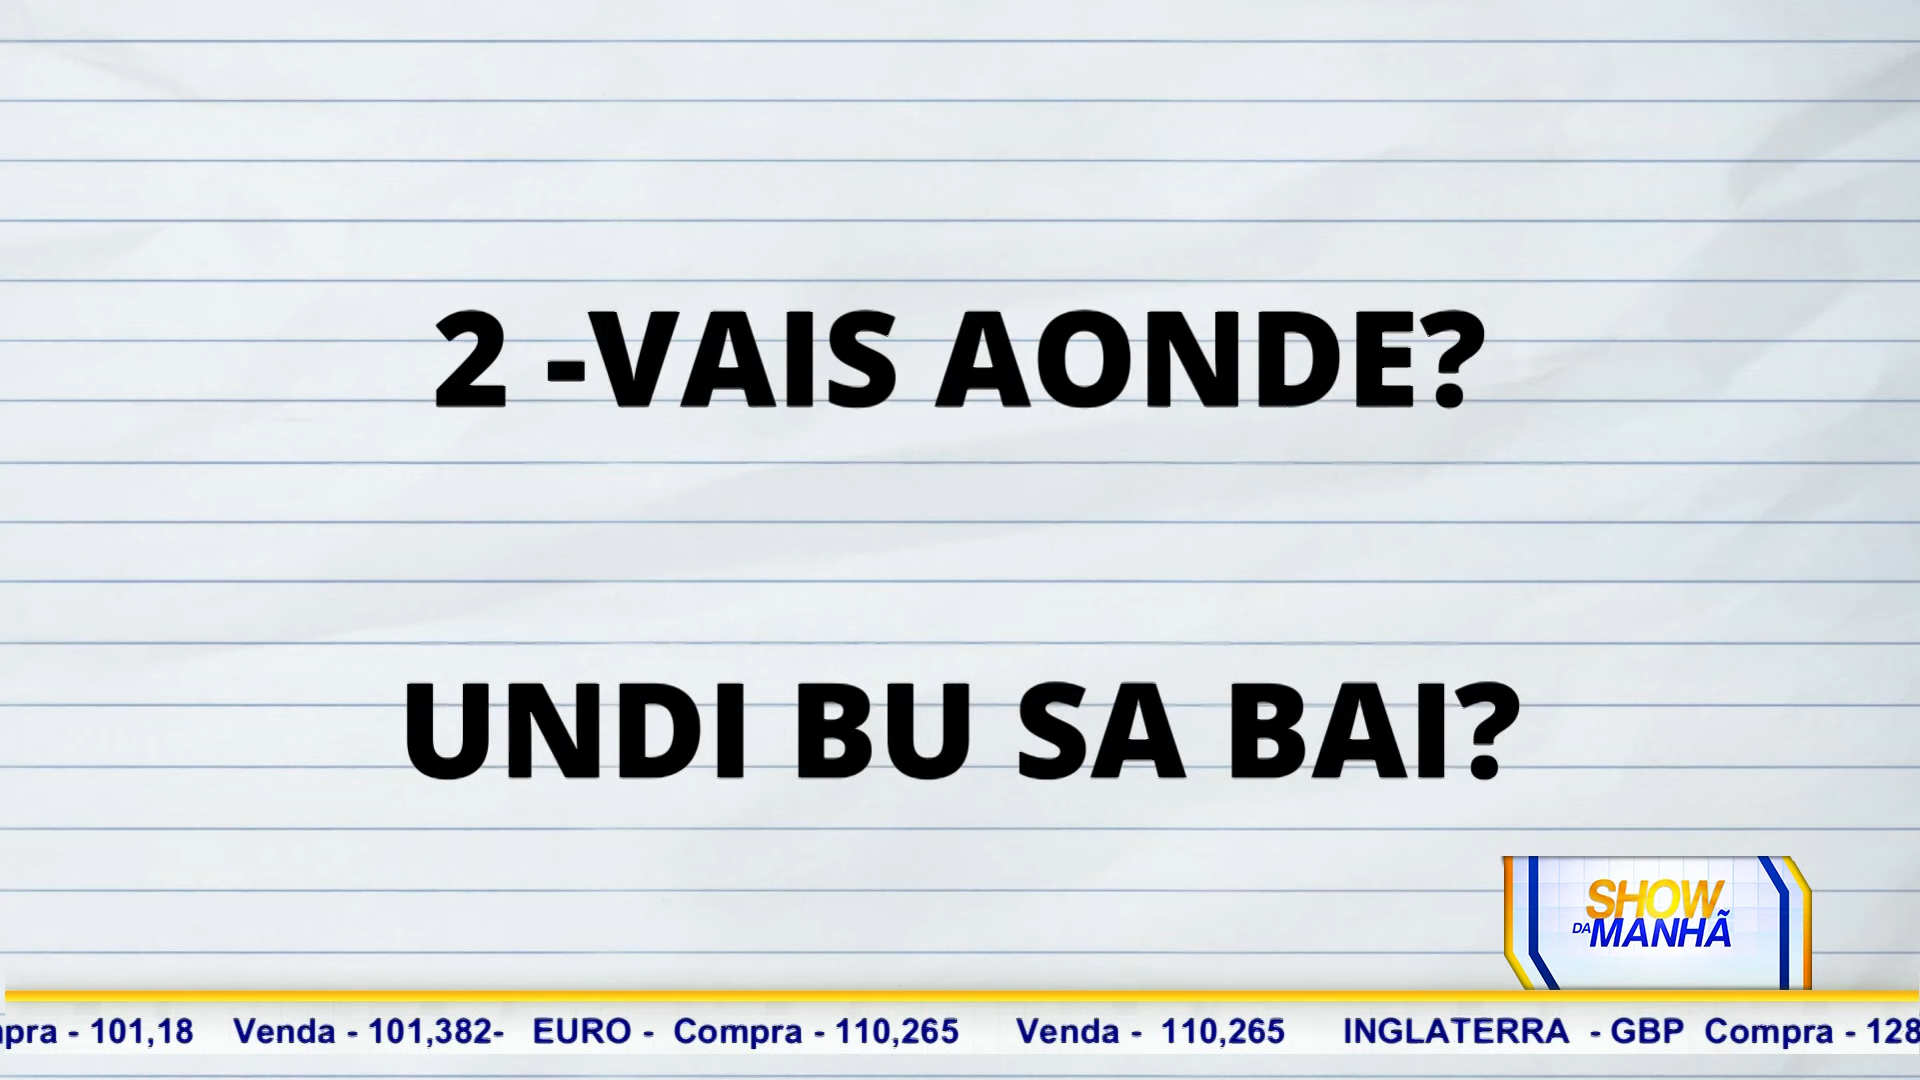 2 -VAIS AONDE?
UNDI BU SA BAI?
SHOW
DA MANHÃ
pra - 101,18 Venda - 101,382- EURO - Compra - 110,265 Venda - 110,265 INGLATERRA - GBP Compra - 128